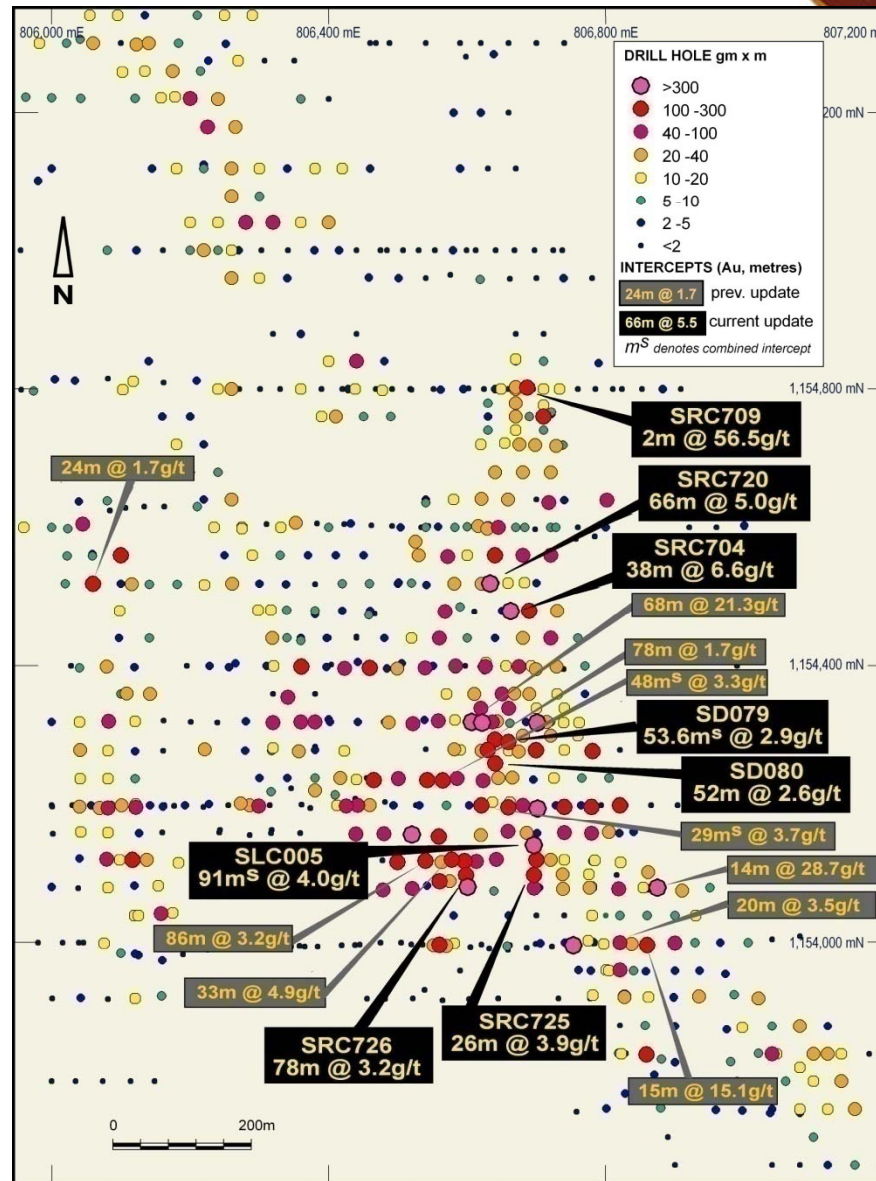 806,000 mE
806,400 mE
806,800 mE
807,200 mE
DRILL HOLE gm x m
>300
100 -300
40 -100
20 -40
10 -20
5 -10
2 -5
<2
INTERCEPTS (Au, metres)
24m @ 1.7 prev. update
66m @ 5.5 current update
mˢ denotes combined intercept
200 mN
N
1,154,800 mN
SRC709
2m @ 56.5g/t
24m @ 1.7g/t
SRC720
66m @ 5.0g/t
SRC704
38m @ 6.6g/t
68m @ 21.3g/t
78m @ 1.7g/t
1,154,400 mN
48mˢ @ 3.3g/t
SD079
53.6mˢ @ 2.9g/t
SD080
52m @ 2.6g/t
29mˢ @ 3.7g/t
SLC005
91mˢ @ 4.0g/t
14m @ 28.7g/t
20m @ 3.5g/t
86m @ 3.2g/t
1,154,000 mN
33m @ 4.9g/t
SRC726
78m @ 3.2g/t
SRC725
26m @ 3.9g/t
15m @ 15.1g/t
0 200m